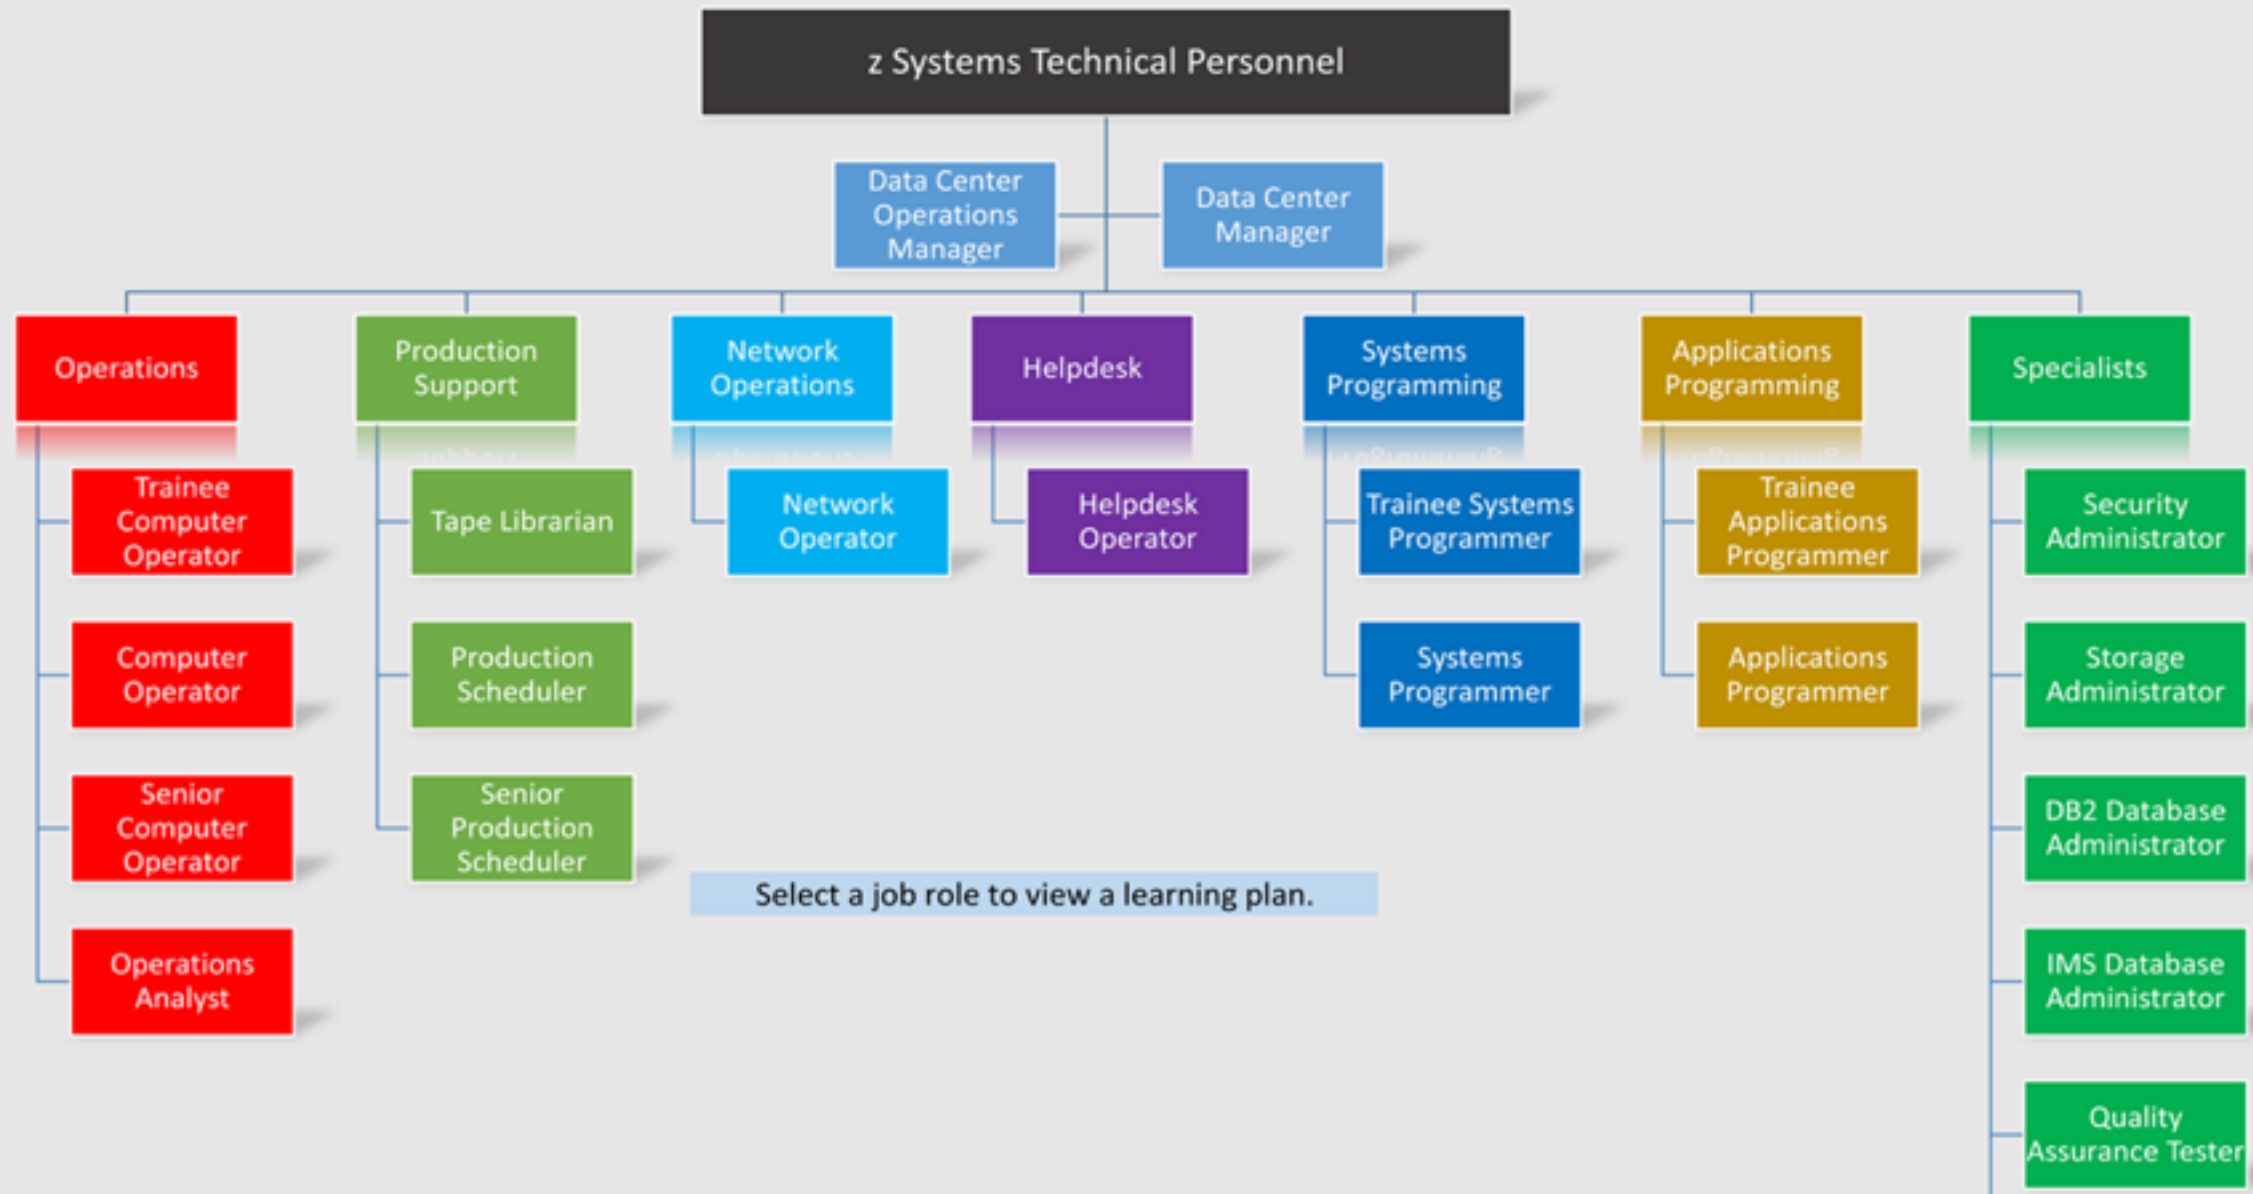 z Systems Technical Personnel
Data Center
Operations
Manager
Data Center
Manager
Operations
Production
Support
Network
Operations
Helpdesk
Systems
Programming
Applications
Programming
Specialists
Trainee
Computer
Operator
Tape Librarian
Network
Operator
Helpdesk
Operator
Trainee Systems
Programmer
Trainee
Applications
Programmer
Security
Administrator
Computer
Operator
Production
Scheduler
Systems
Programmer
Applications
Programmer
Storage
Administrator
Senior
Computer
Operator
Senior
Production
Scheduler
DB2 Database
Administrator
Select a job role to view a learning plan.
Operations
Analyst
IMS Database
Administrator
Quality
Assurance Tester